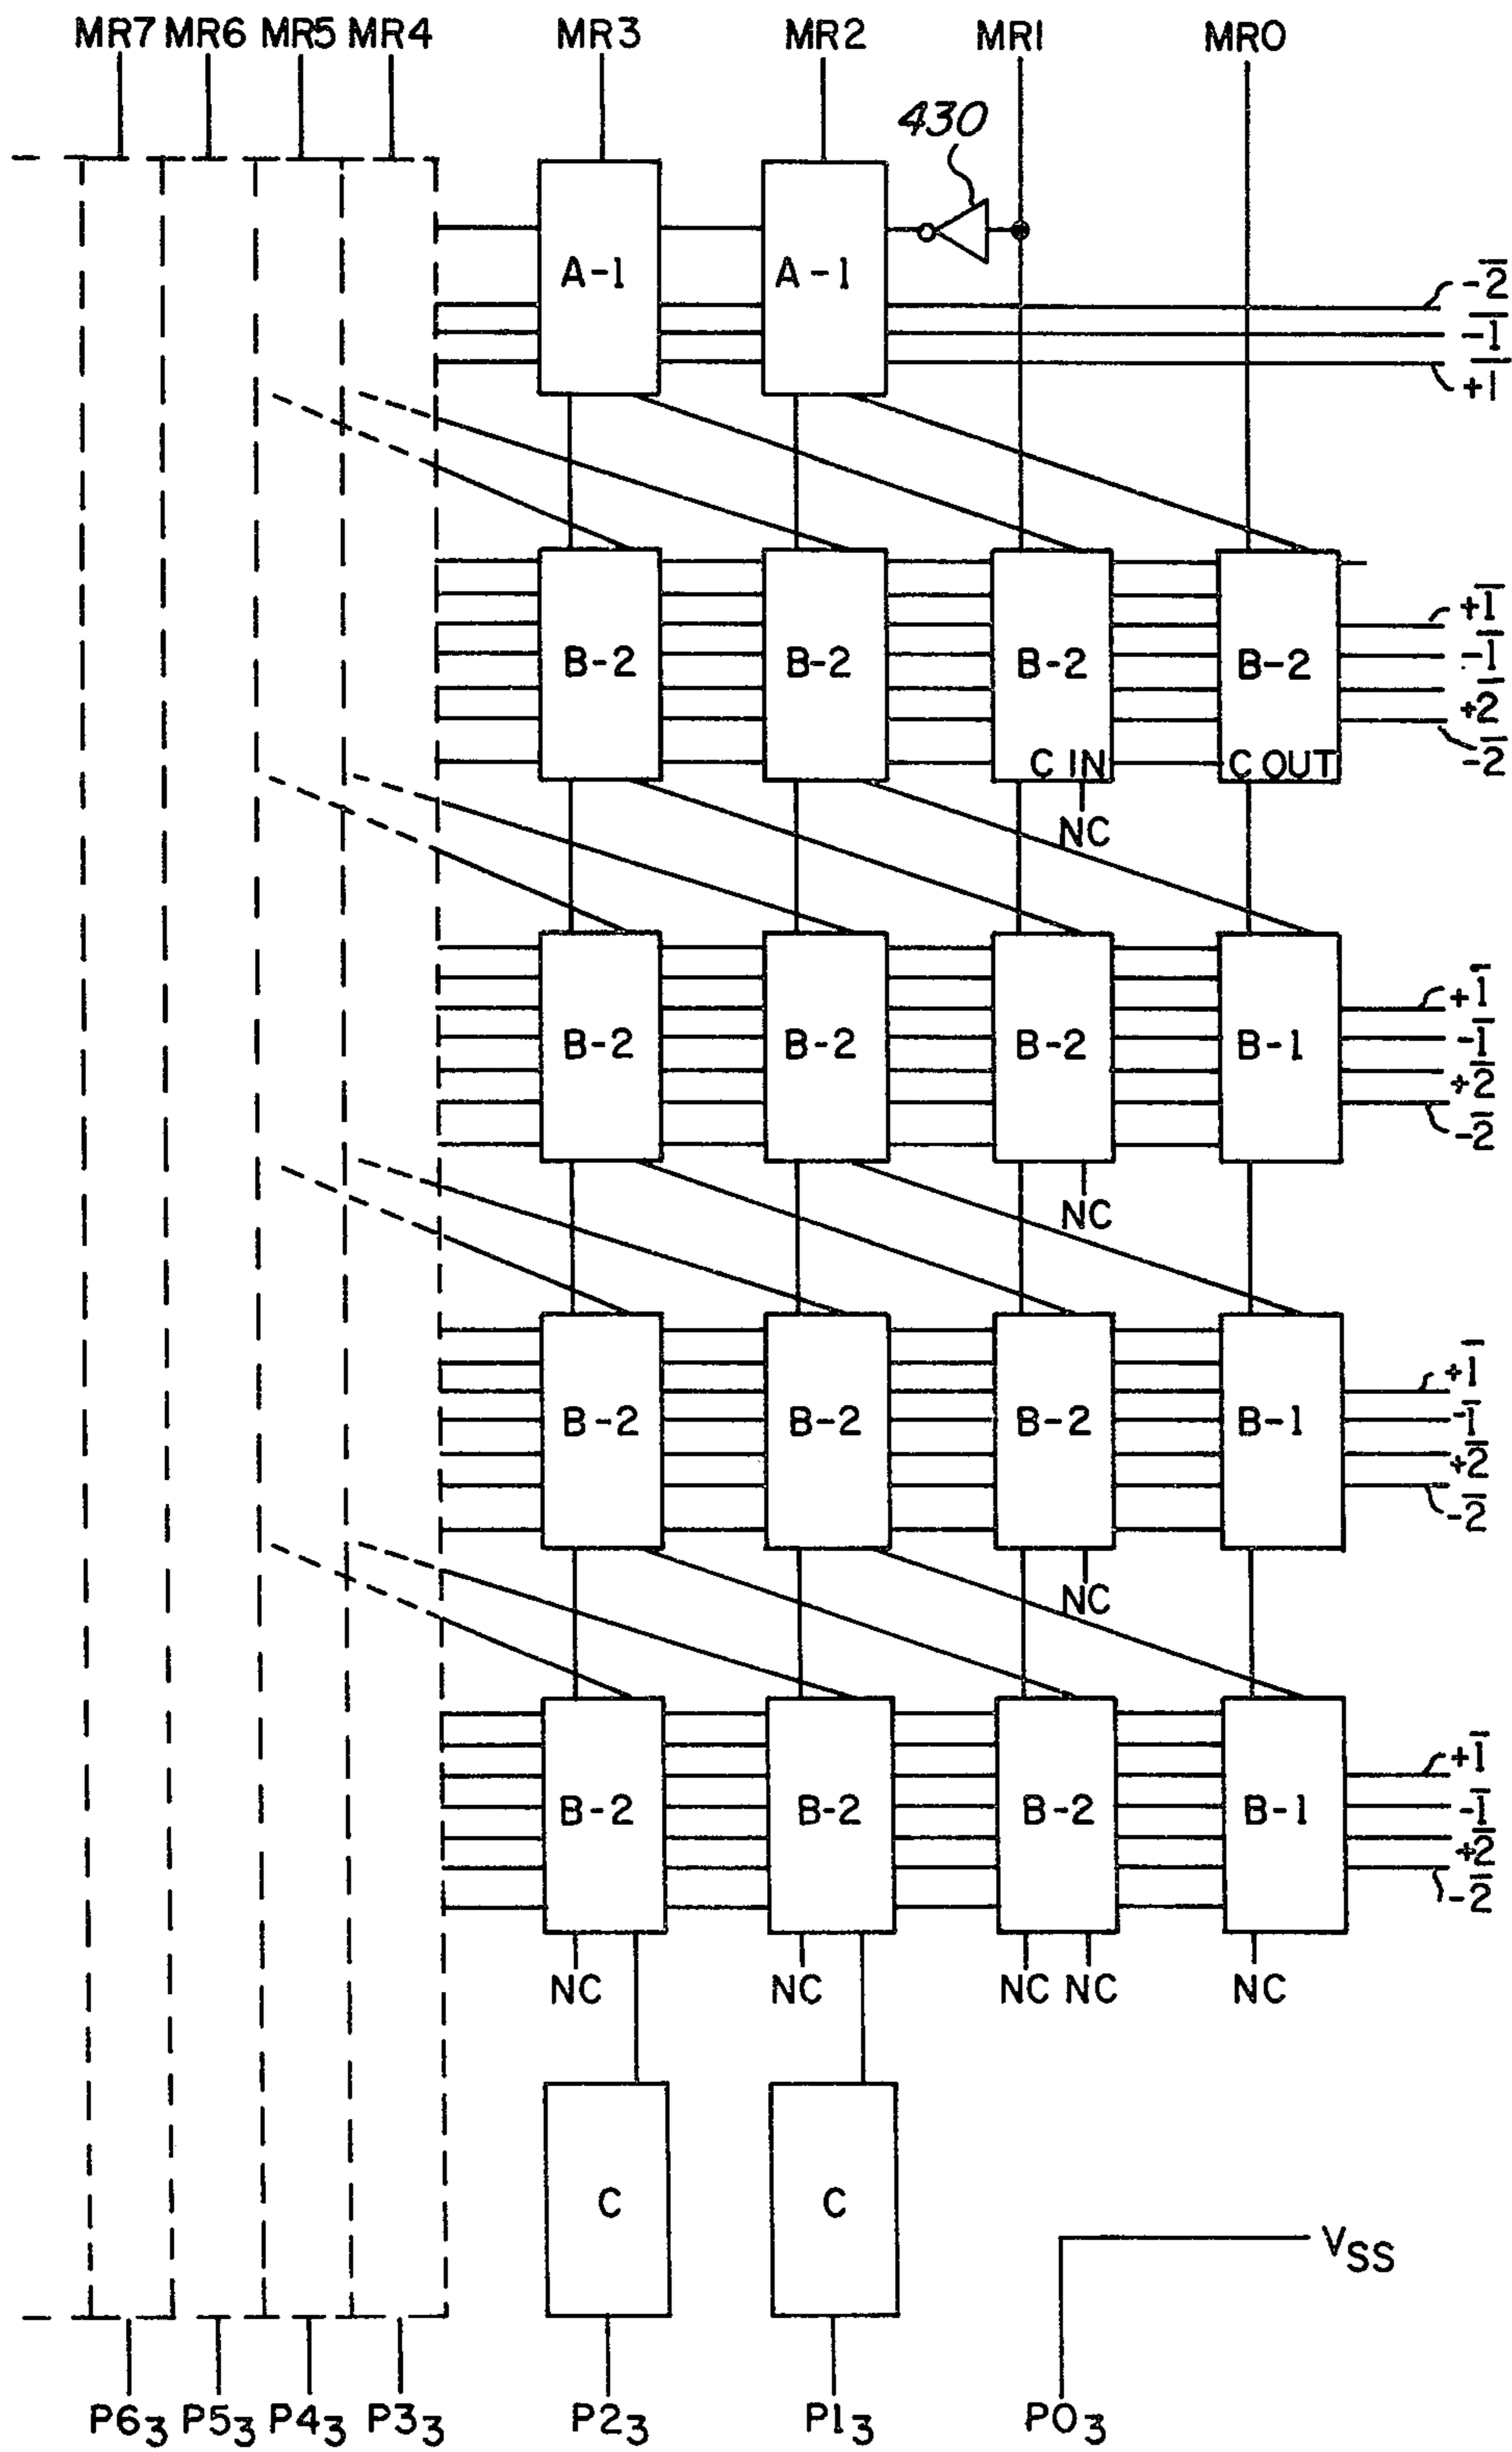 MR7 MR6 MR5 MR4 MR3 MR2 MR1 MR0
430
A-1 A-1
-2̅
-1̅
+1̅
B-2 B-2 B-2 B-2
+1̅
-1̅
+2̅
-2̅
C IN C OUT
NC
B-2 B-2 B-2 B-1
+1̅
-1̅
+2̅
-2̅
NC
B-2 B-2 B-2 B-1
+1̅
-1̅
+2̅
-2̅
NC
B-2 B-2 B-2 B-1
+1̅
-1̅
+2̅
-2̅
NC NC NC NC NC
C C
VSS
P6₃ P5₃ P4₃ P3₃ P2₃ P1₃ P0₃